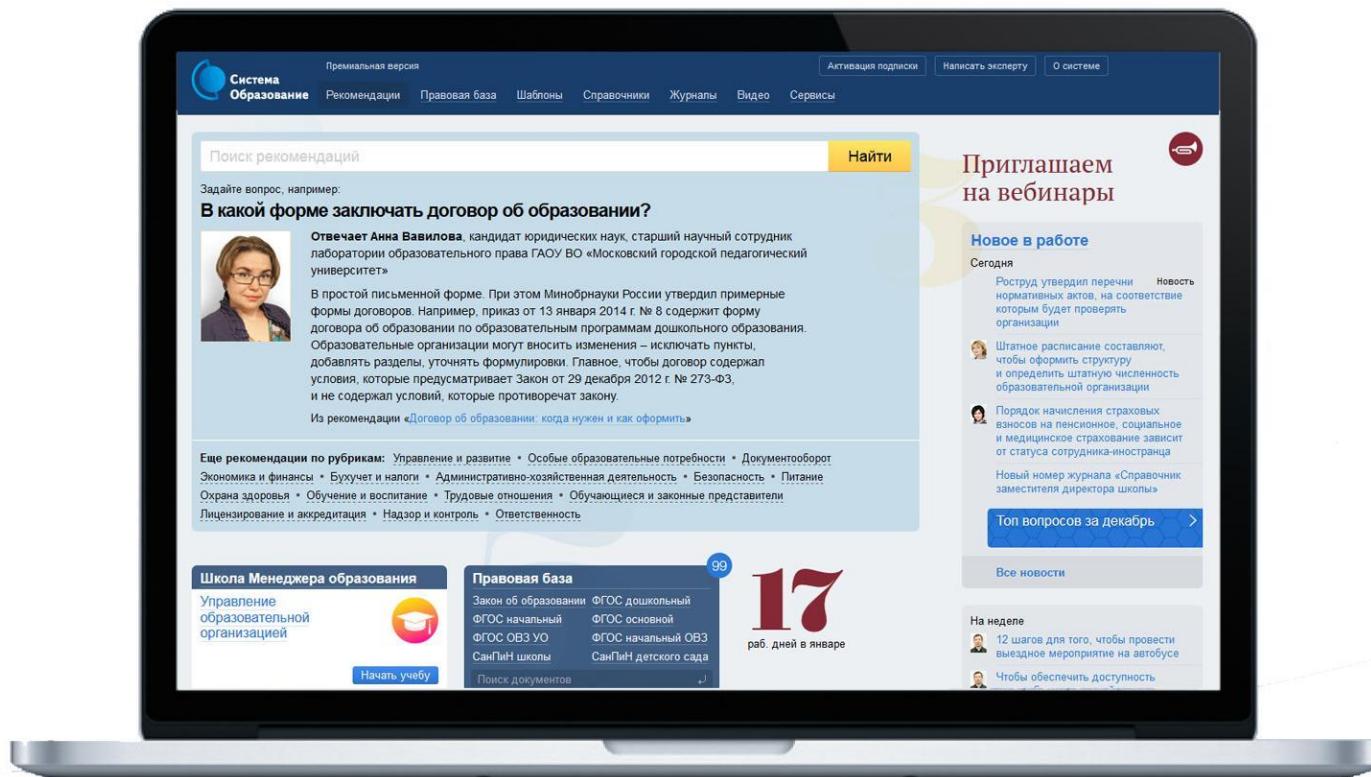 Система
Образование
Премиальная версия
Активация подписки
Написать эксперту
О системе
Рекомендации
Правовая база
Шаблоны
Справочники
Журналы
Видео
Сервисы
Поиск рекомендаций
Найти
Задайте вопрос, например:
В какой форме заключать договор об образовании?
Отвечает Анна Вавилова, кандидат юридических наук, старший научный сотрудник
лаборатории образовательного права ГАОУ ВО «Московский городской педагогический
университет»
В простой письменной форме. При этом Минобрнауки России утвердил примерные
формы договоров. Например, приказ от 13 января 2014 г. № 8 содержит форму
договора об образовании по образовательным программам дошкольного образования.
Образовательные организации могут вносить изменения – исключать пункты,
добавлять разделы, уточнять формулировки. Главное, чтобы договор содержал
условия, которые предусматривает Закон от 29 декабря 2012 г. № 273-ФЗ,
и не содержал условий, которые противоречат закону.
Из рекомендации «Договор об образовании: когда нужен и как оформить»
Еще рекомендации по рубрикам: Управление и развитие • Особые образовательные потребности • Документооборот
Экономика и финансы • Бухучет и налоги • Административно-хозяйственная деятельность • Безопасность • Питание
Охрана здоровья • Обучение и воспитание • Трудовые отношения • Обучающиеся и законные представители
Лицензирование и аккредитация • Надзор и контроль • Ответственность
Школа Менеджера образования
Управление
образовательной
организацией
Начать учебу
Правовая база
99
Закон об образовании ФГОС дошкольный
ФГОС начальный ФГОС основной
ФГОС ОВЗ УО ФГОС начальный ОВЗ
СанПиН школы СанПиН детского сада
Поиск документов
17
раб. дней в январе
Приглашаем
на вебинары
Новое в работе
Сегодня
Роструд утвердил перечни Новость
нормативных актов, на соответствие
которым будет проверять
организации
Штатное расписание составляют,
чтобы оформить структуру
и определить штатную численность
образовательной организации
Порядок начисления страховых
взносов на пенсионное, социальное
и медицинское страхование зависит
от статуса сотрудника-иностранца
Новый номер журнала «Справочник
заместителя директора школы»
Топ вопросов за декабрь
Все новости
На неделе
12 шагов для того, чтобы провести
выездное мероприятие на автобусе
Чтобы обеспечить доступность